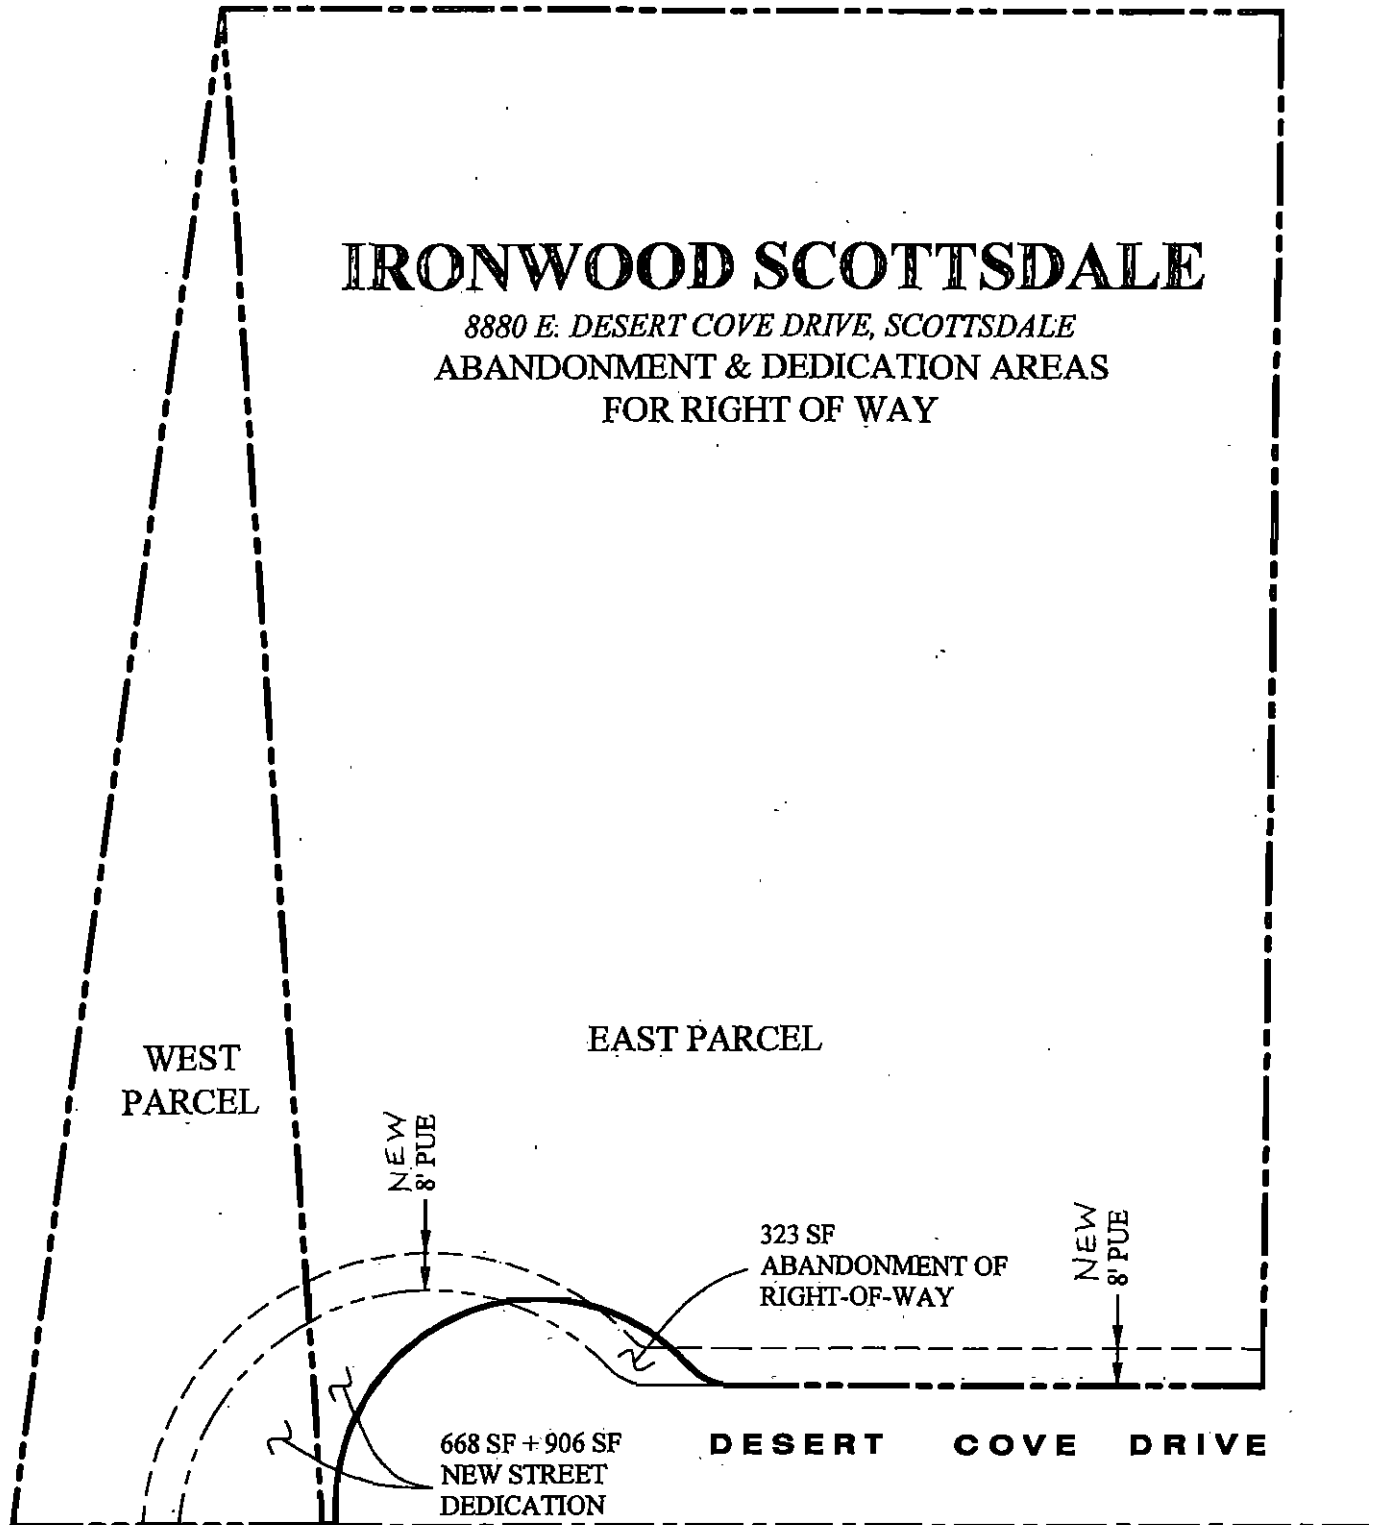 IRONWOOD SCOTTSDALE
8880 E. DESERT COVE DRIVE, SCOTTSDALE
ABANDONMENT & DEDICATION AREAS
FOR RIGHT OF WAY
WEST
PARCEL
EAST PARCEL
NEW
8' PUE
323 SF
ABANDONMENT OF
RIGHT-OF-WAY
NEW
8' PUE
668 SF + 906 SF
NEW STREET
DEDICATION
DESERT COVE DRIVE